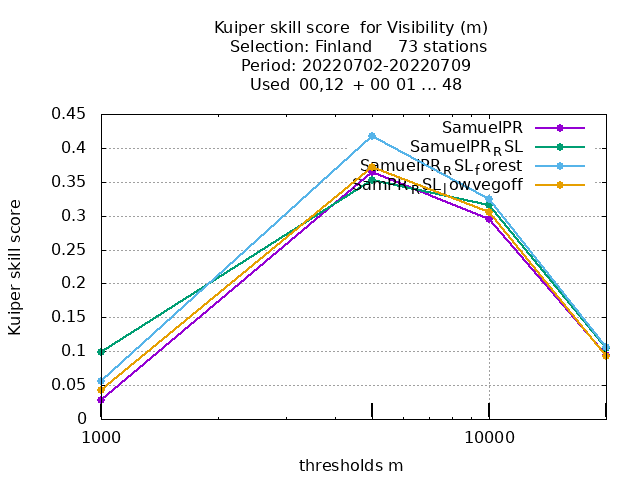 Kuiper skill score for Visibility (m)
Selection: Finland 73 stations
Period: 20220702-20220709
Used 00,12 + 00 01 ... 48
0.45
0.4
0.35
0.3
0.25
0.2
0.15
0.1
0.05
0
Kuiper skill score
SamuelPR
SamuelPR_RSL
SamuelPR_RSL_forest
SamPR_RSL_lowvegoff
1000
10000
thresholds m